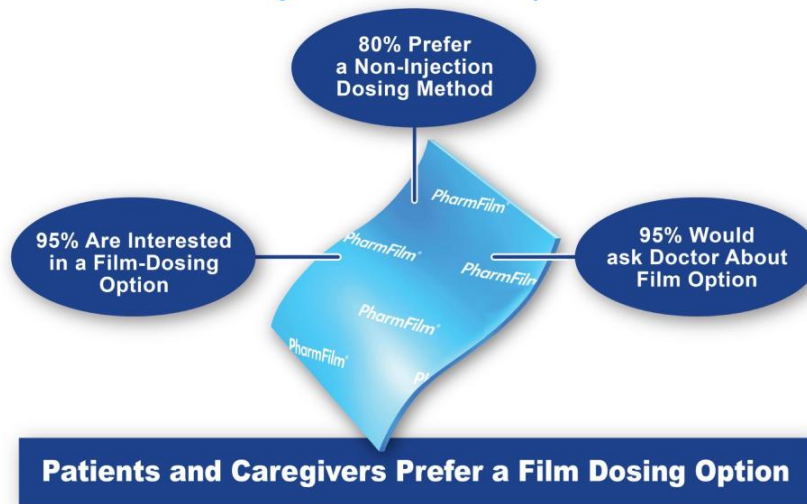 80% Prefer
a Non-Injection
Dosing Method
95% Are Interested
in a Film-Dosing
Option
95% Would
ask Doctor About
Film Option
PharmFilm®
PharmFilm®
PharmFilm
PharmFilm®
PharmFilm®
Patients and Caregivers Prefer a Film Dosing Option